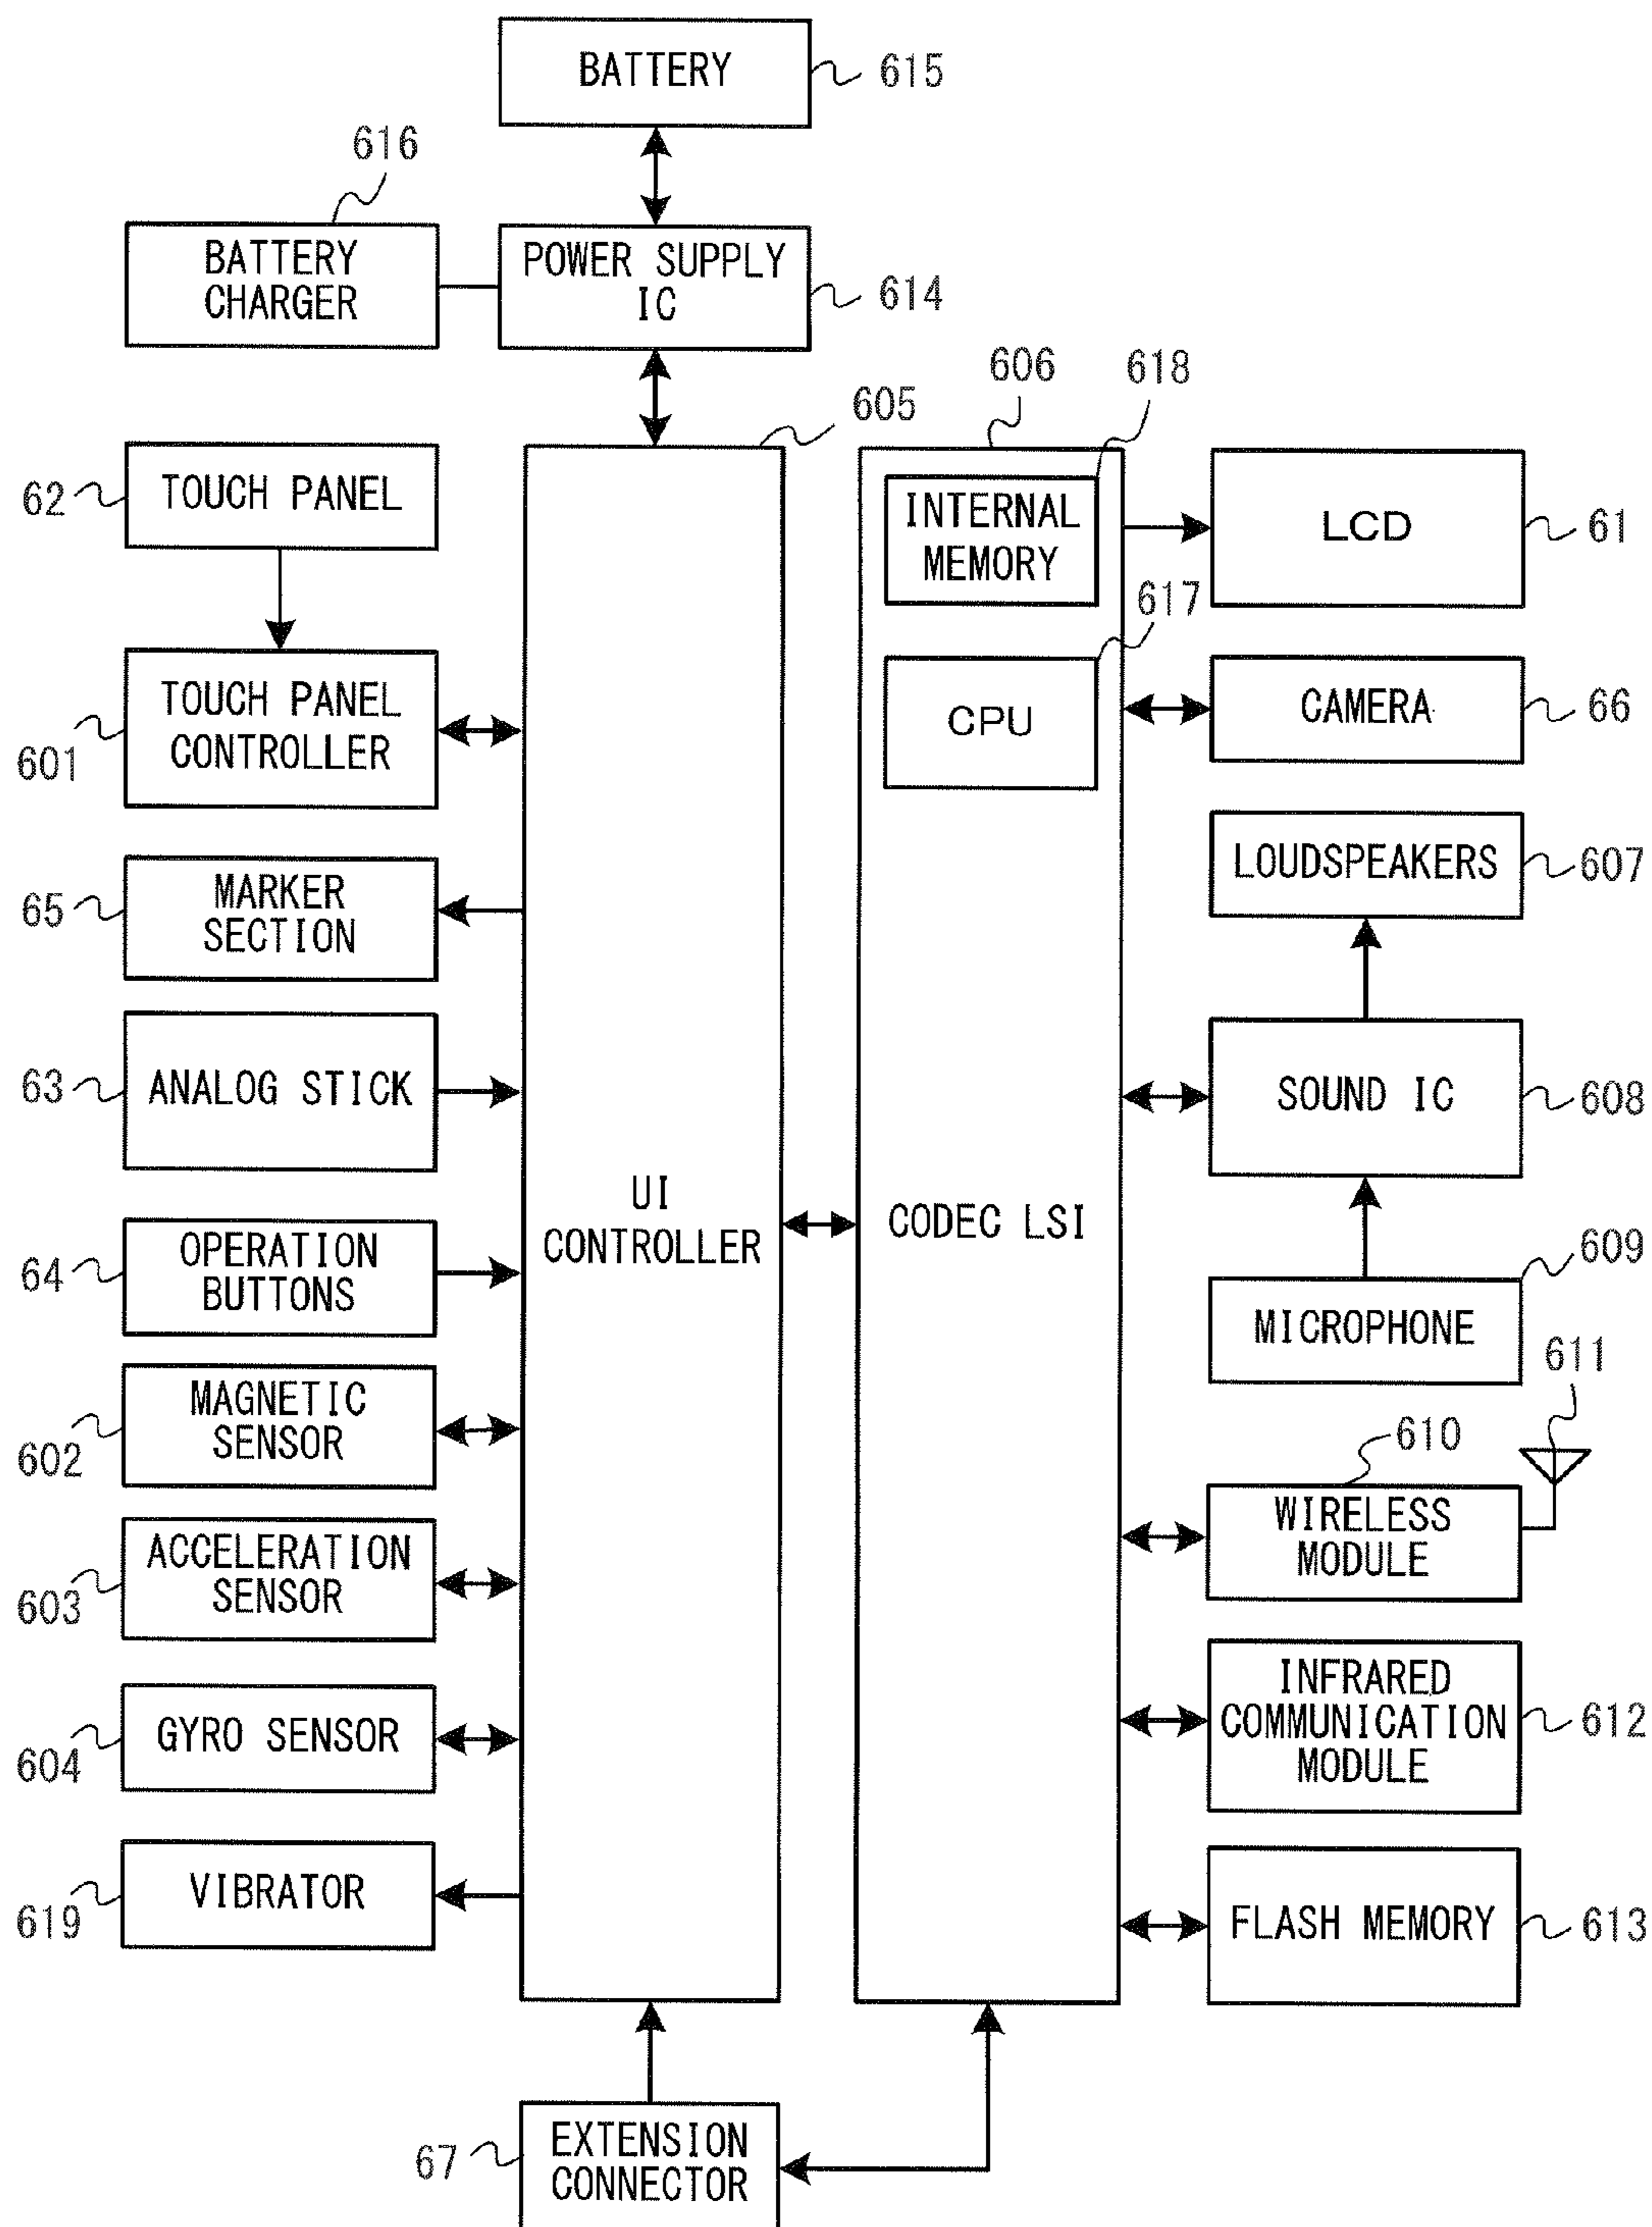 BATTERY
615
616
BATTERY
CHARGER
POWER SUPPLY
IC
614
605
606
618
62
TOUCH PANEL
INTERNAL
MEMORY
LCD
61
617
601
TOUCH PANEL
CONTROLLER
CPU
CAMERA
66
65
MARKER
SECTION
LOUDSPEAKERS
607
63
ANALOG STICK
SOUND IC
608
UI
CONTROLLER
CODEC LSI
64
OPERATION
BUTTONS
609
MICROPHONE
611
602
MAGNETIC
SENSOR
610
WIRELESS
MODULE
603
ACCELERATION
SENSOR
604
GYRO SENSOR
INFRARED
COMMUNICATION
MODULE
612
619
VIBRATOR
FLASH MEMORY
613
67
EXTENSION
CONNECTOR